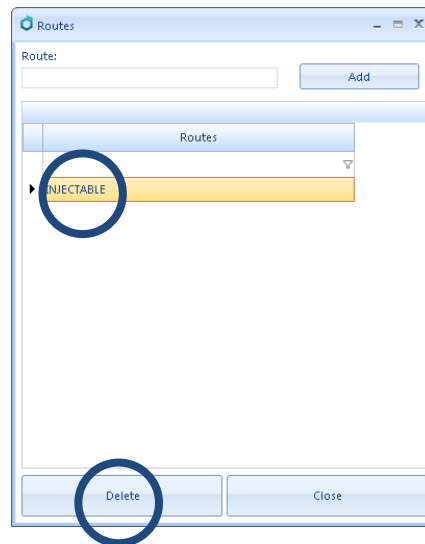 Routes
Route:
Add
Routes
INJECTABLE
Delete
Close